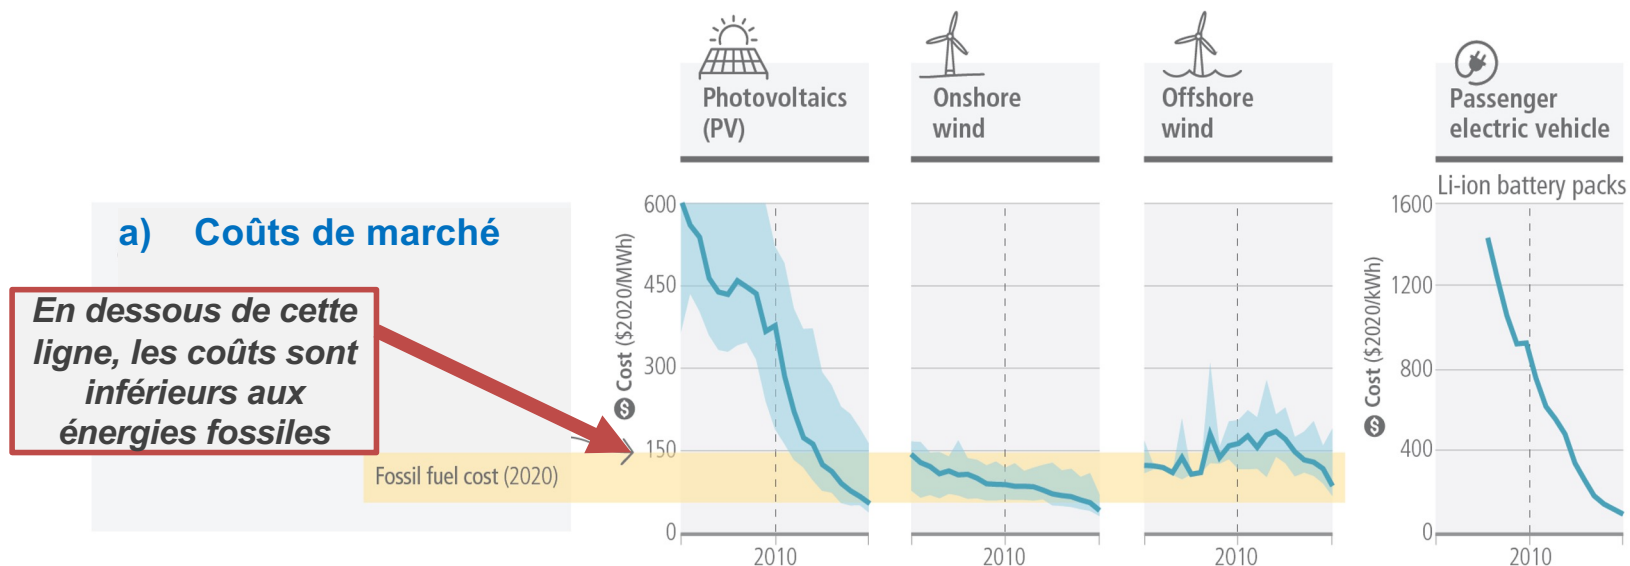 Photovoltaics
(PV)
Onshore
wind
Offshore
wind
Passenger
electric vehicle
Li-ion battery packs
a) Coûts de marché
En dessous de cette
ligne, les coûts sont
inférieurs aux
énergies fossiles
Fossil fuel cost (2020)
$ Cost ($2020/MWh)
600
450
300
150
0
2010
2010
2010
$ Cost ($2020/kWh)
1600
1200
800
400
0
2010